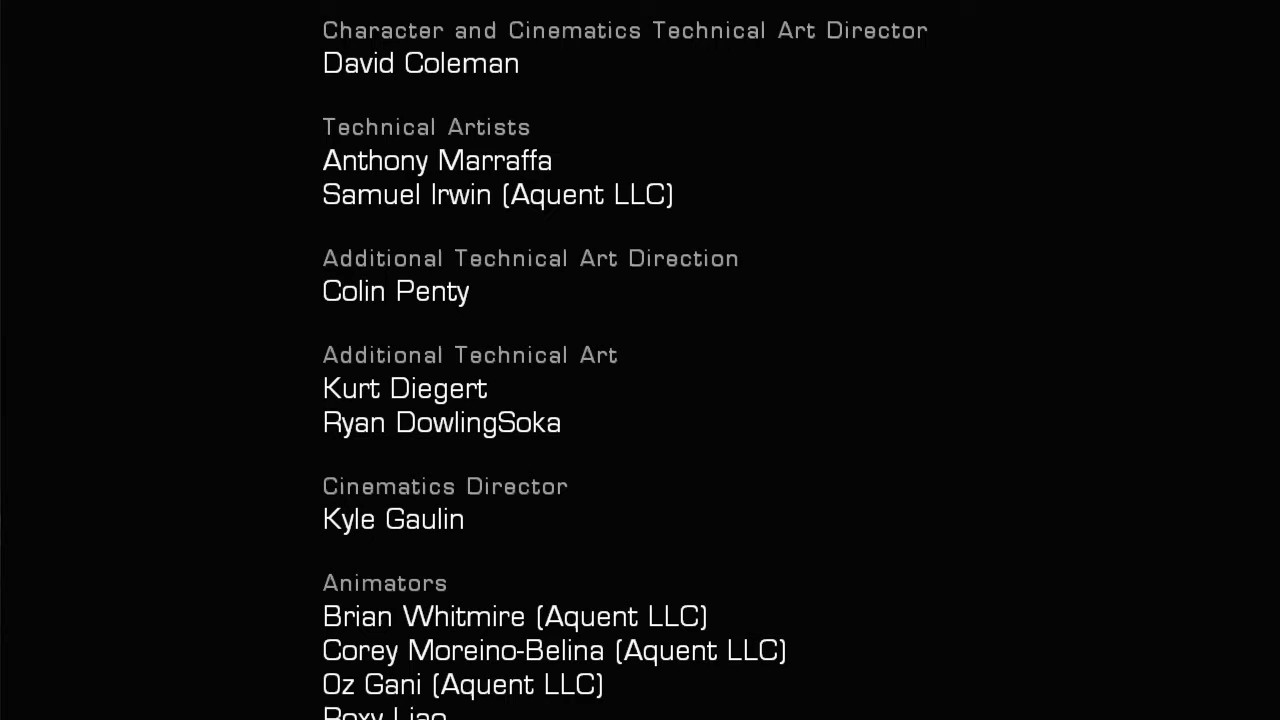 Character and Cinematics Technical Art Director
David Coleman
Technical Artists
Anthony Marraffa
Samuel Irwin (Aquent LLC)
Additional Technical Art Direction
Colin Penty
Additional Technical Art
Kurt Diegert
Ryan DowlingSoka
Cinematics Director
Kyle Gaulin
Animators
Brian Whitmire (Aquent LLC)
Corey Moreino-Belina (Aquent LLC)
Oz Gani (Aquent LLC)
Roxy Liao